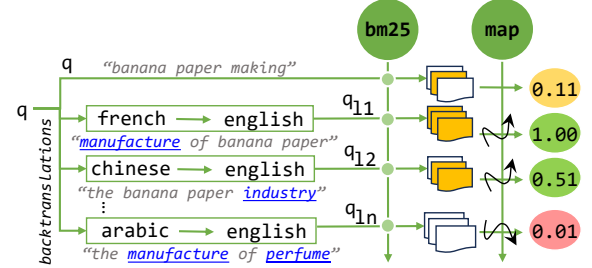 bm25
map
q
“banana paper making”
0.11
q
french
english
q_l1
1.00
“manufacture of banana paper”
chinese
english
q_l2
0.51
“the banana paper industry”
⋮
arabic
english
q_ln
0.01
“the manufacture of perfume”
backtranslations